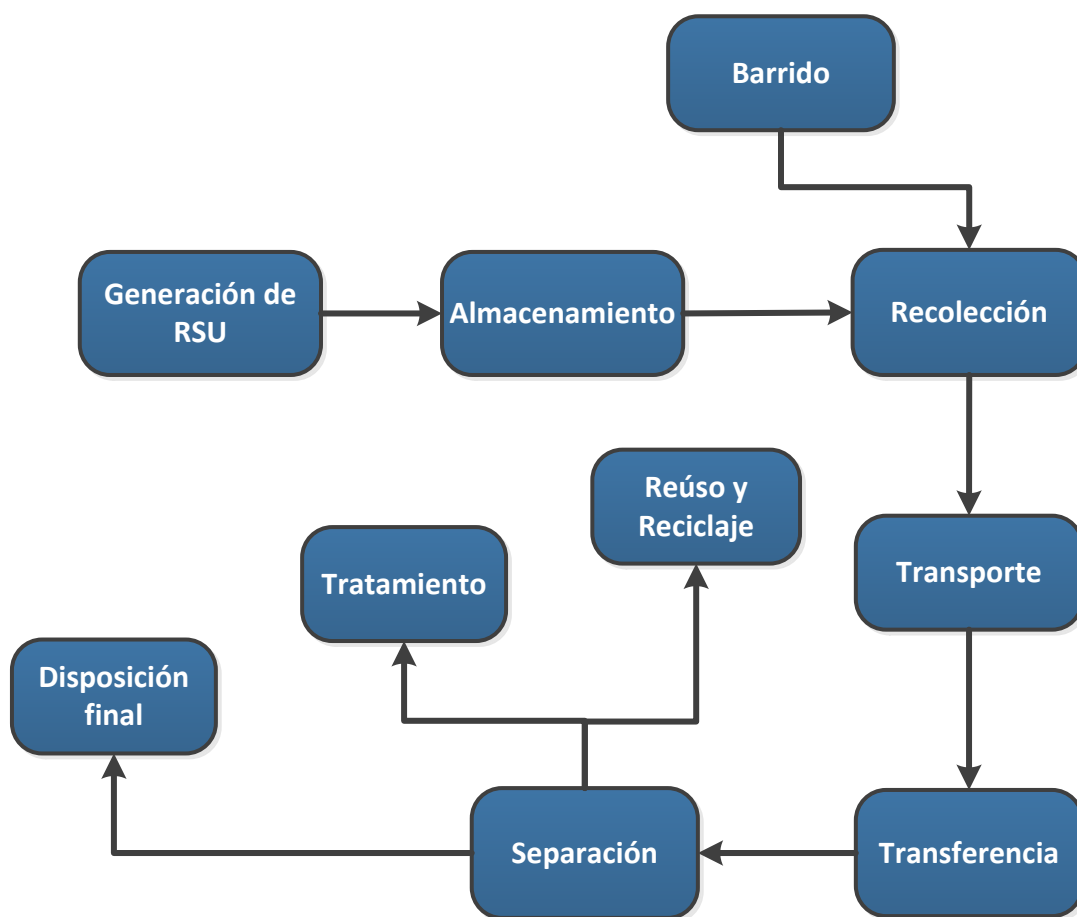 Barrido
Generación de
RSU
Almacenamiento
Recolección
Reúso y
Reciclaje
Tratamiento
Transporte
Disposición
final
Separación
Transferencia